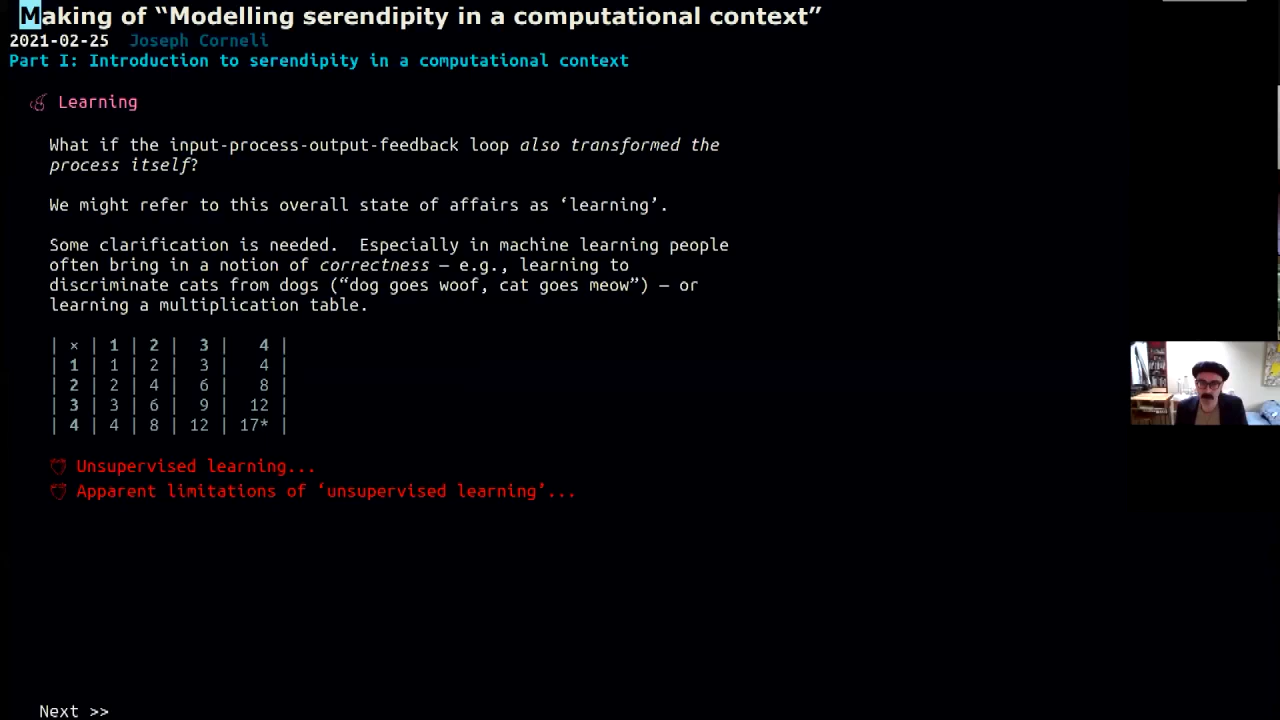 Making of “Modelling serendipity in a computational context”
2021-02-25 Joseph Corneli
Part I: Introduction to serendipity in a computational context
Learning
What if the input-process-output-feedback loop also transformed the
process itself?
We might refer to this overall state of affairs as ‘learning’.
Some clarification is needed. Especially in machine learning people
often bring in a notion of correctness — e.g., learning to
discriminate cats from dogs (“dog goes woof, cat goes meow”) — or
learning a multiplication table.
| × | 1 | 2 | 3 | 4 |
| 1 | 1 | 2 | 3 | 4 |
| 2 | 2 | 4 | 6 | 8 |
| 3 | 3 | 6 | 9 | 12 |
| 4 | 4 | 8 | 12 | 17* |
Unsupervised learning...
Apparent limitations of ‘unsupervised learning’...
Next >>